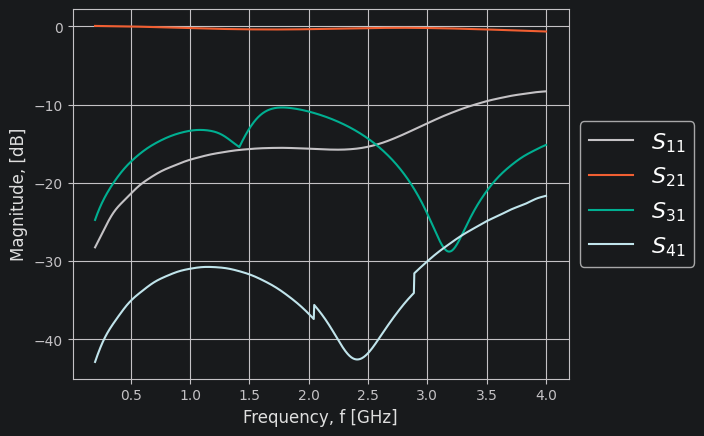 0
−10
−20
−30
−40
Magnitude, [dB]
0.5 1.0 1.5 2.0 2.5 3.0 3.5 4.0
Frequency, f [GHz]
S₁₁
S₂₁
S₃₁
S₄₁